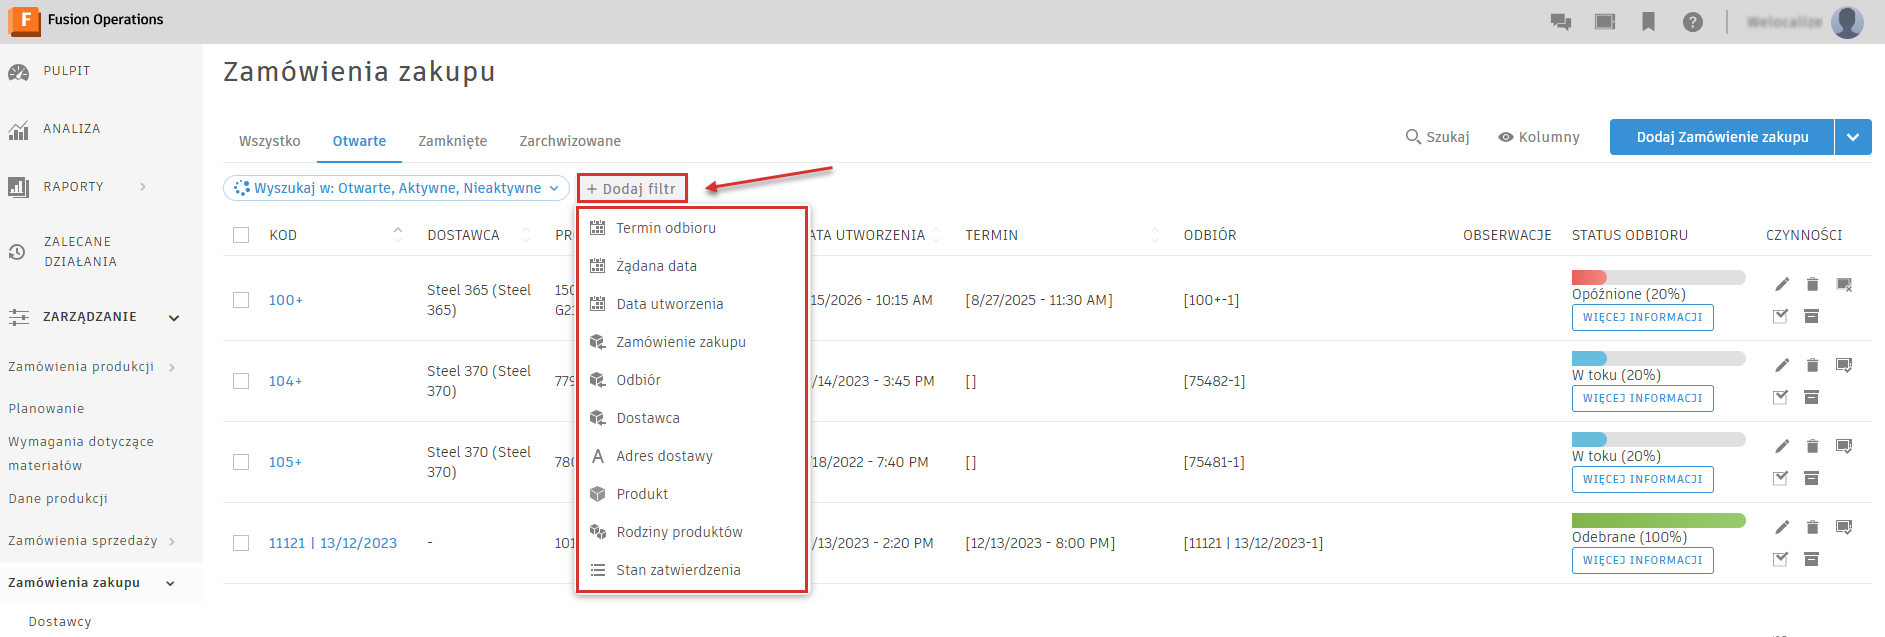 Fusion Operations
Welocalize
PULPIT
ANALIZA
RAPORTY
ZALECANE
DZIAŁANIA
ZARZĄDZANIE
Zamówienia produkcji
Planowanie
Wymagania dotyczące
materiałów
Dane produkcji
Zamówienia sprzedaży
Zamówienia zakupu
Dostawcy
Zamówienia zakupu
Wszystko Otwarte Zamknięte Zarchwizowane
Szukaj Kolumny Dodaj Zamówienie zakupu
Wyszukaj w: Otwarte, Aktywne, Nieaktywne + Dodaj filtr
Termin odbioru
Żądana data
Data utworzenia
Zamówienie zakupu
Odbiór
Dostawca
Adres dostawy
Produkt
Rodziny produktów
Stan zatwierdzenia
KOD DOSTAWCA PR ATA UTWORZENIA TERMIN ODBIÓR OBSERWACJE STATUS ODBIORU CZYNNOŚCI
100+ Steel 365 (Steel 365) 150 G2 15/2026 - 10:15 AM [8/27/2025 - 11:30 AM] [100+-1] Opóźnione (20%)
WIĘCEJ INFORMACJI
104+ Steel 370 (Steel 370) 779 /14/2023 - 3:45 PM [] [75482-1] W toku (20%)
WIĘCEJ INFORMACJI
105+ Steel 370 (Steel 370) 780 /18/2022 - 7:40 PM [] [75481-1] W toku (20%)
WIĘCEJ INFORMACJI
11121 | 13/12/2023 - 101 /13/2023 - 2:20 PM [12/13/2023 - 8:00 PM] [11121 | 13/12/2023-1] Odebrane (100%)
WIĘCEJ INFORMACJI